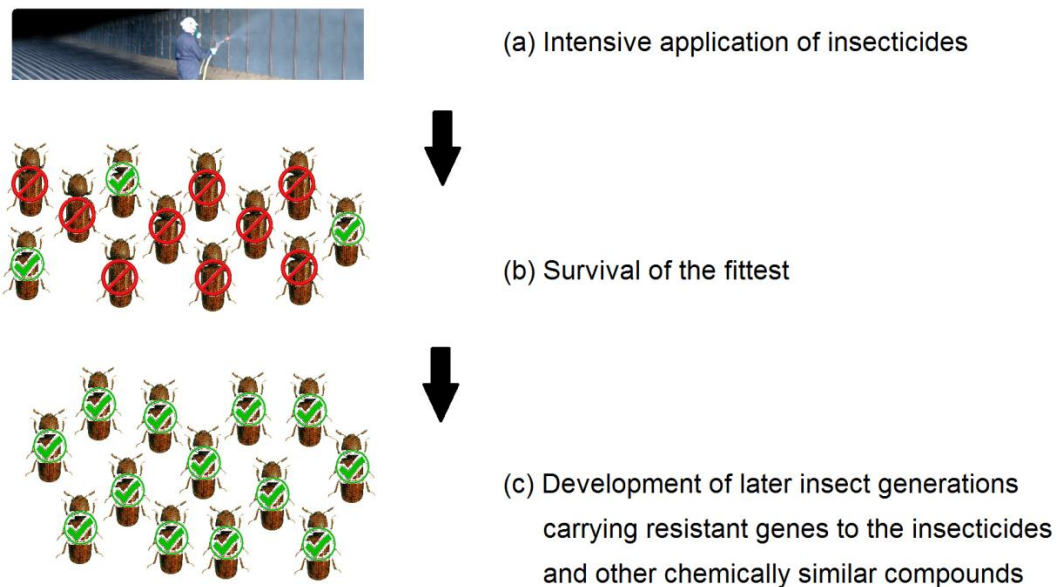 (a) Intensive application of insecticides
(b) Survival of the fittest
(c) Development of later insect generations
carrying resistant genes to the insecticides
and other chemically similar compounds